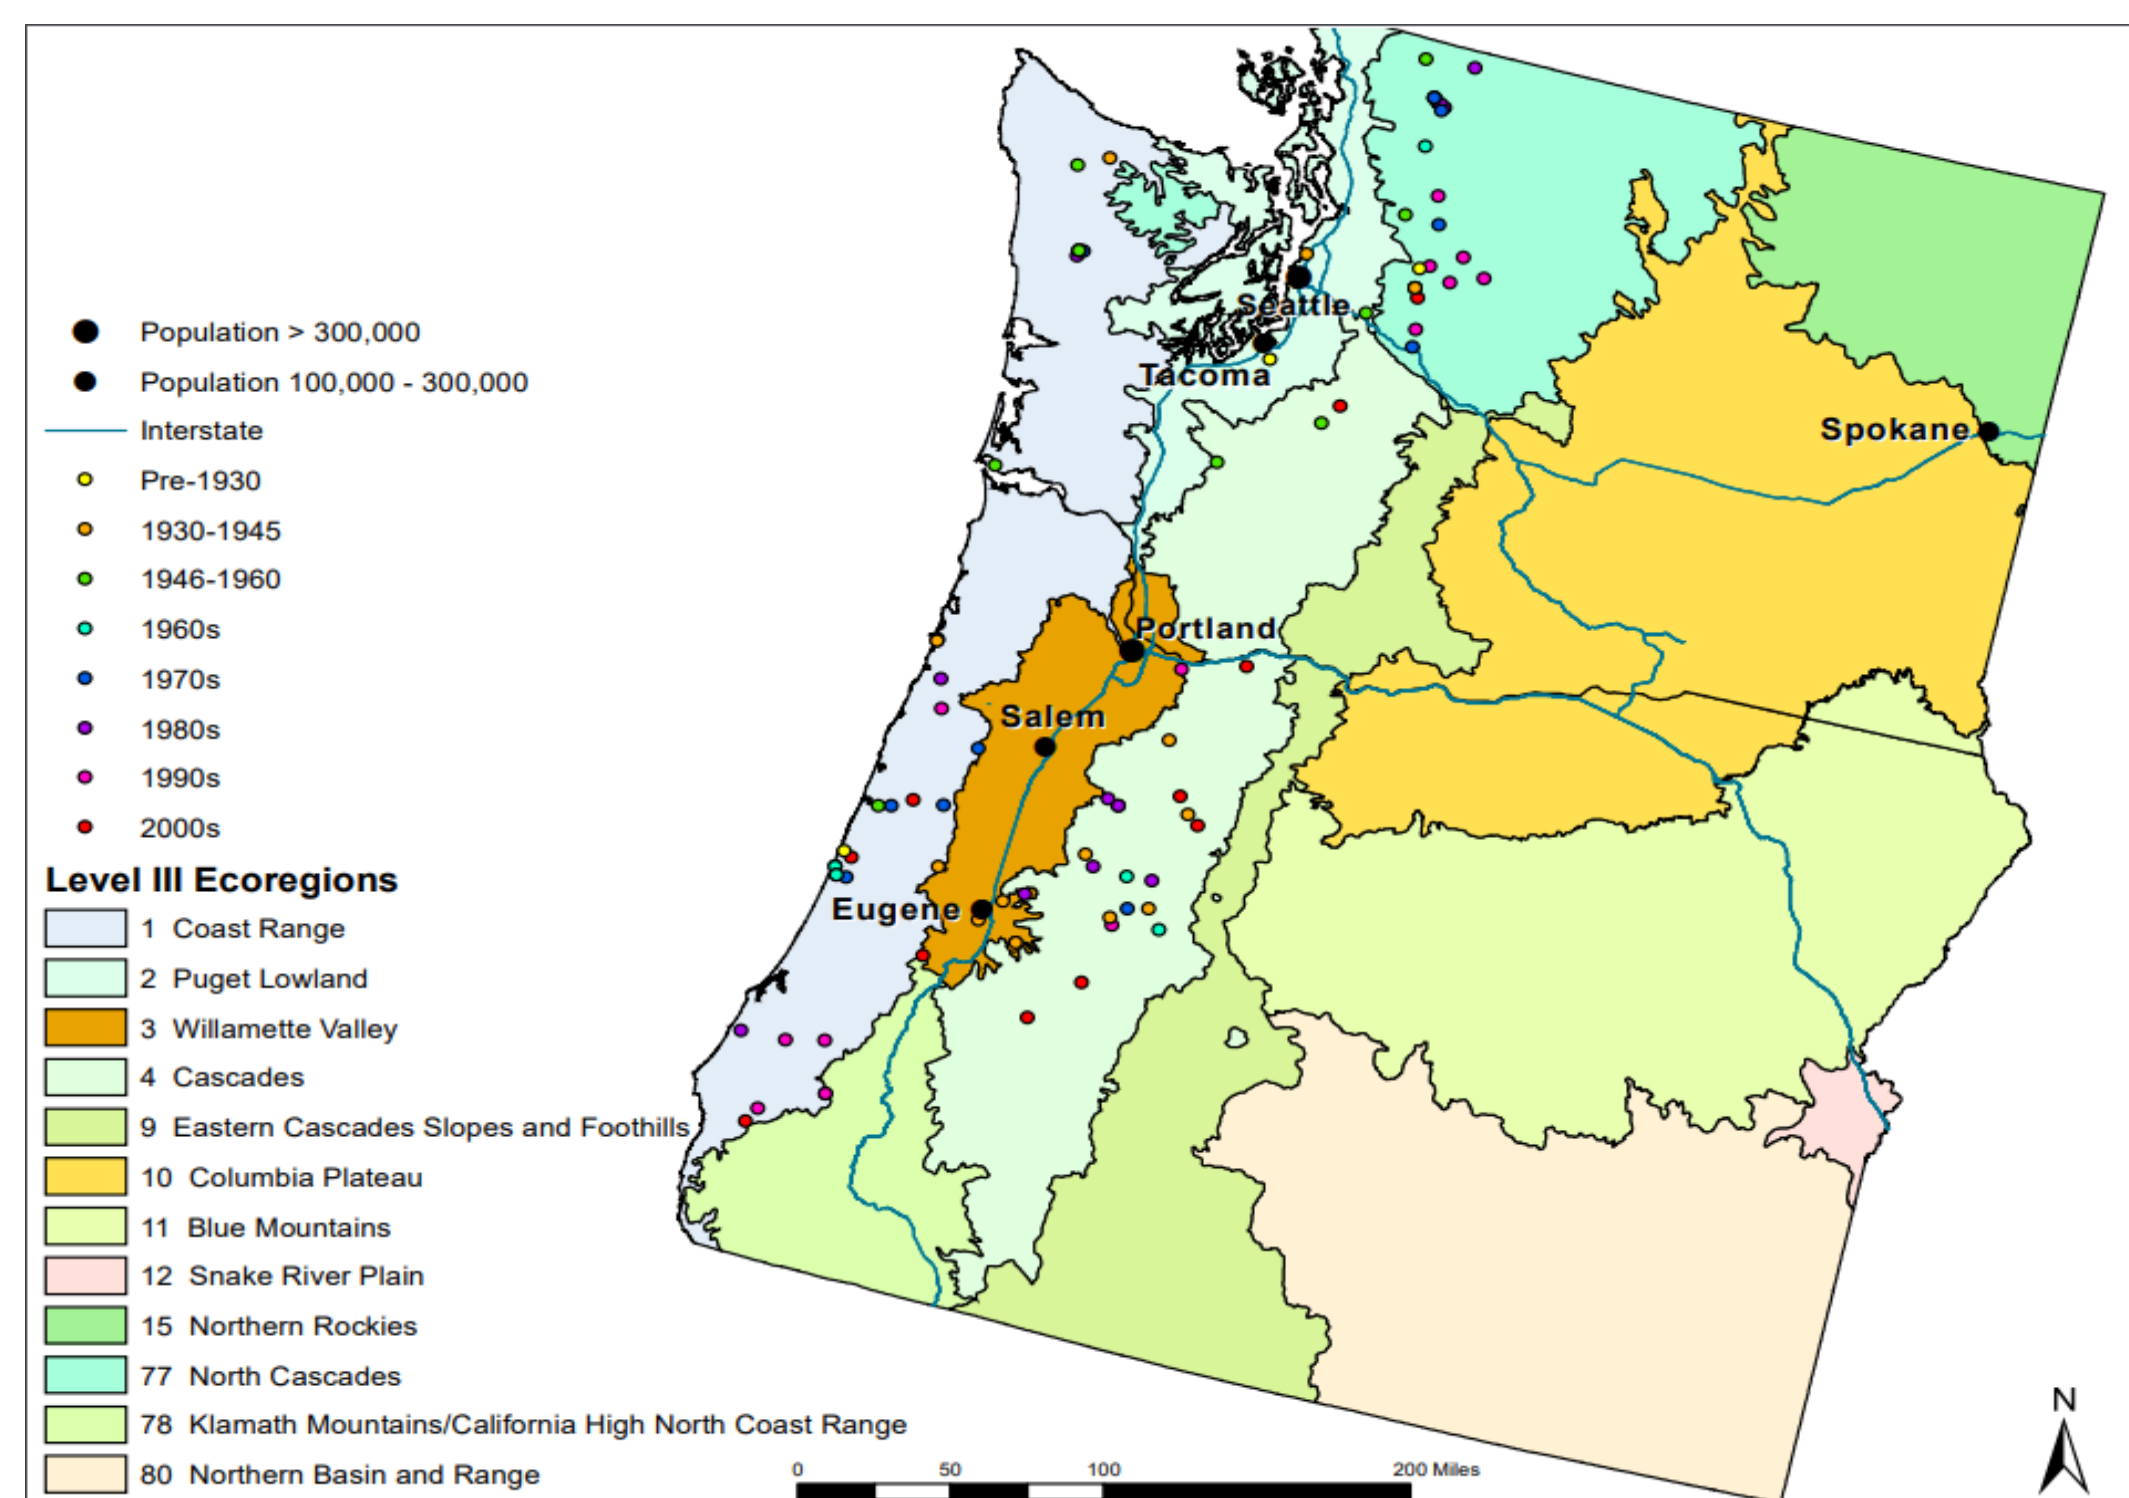 Population > 300,000
Population 100,000 - 300,000
Interstate
Pre-1930
1930-1945
1946-1960
1960s
1970s
1980s
1990s
2000s
Level III Ecoregions
1 Coast Range
2 Puget Lowland
3 Willamette Valley
4 Cascades
9 Eastern Cascades Slopes and Foothills
10 Columbia Plateau
11 Blue Mountains
12 Snake River Plain
15 Northern Rockies
77 North Cascades
78 Klamath Mountains/California High North Coast Range
80 Northern Basin and Range
Seattle
Tacoma
Spokane
Portland
Salem
Eugene
0 50 100 200 Miles
N